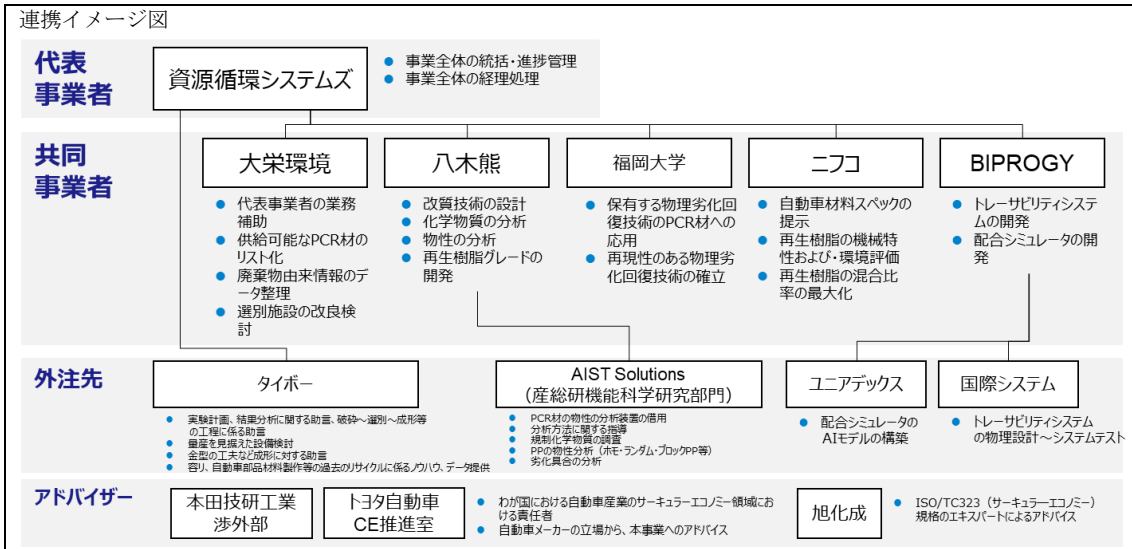 連携イメージ図
代表
事業者
資源循環システムズ
● 事業全体の統括・進捗管理
● 事業全体の経理処理
共同
事業者
大栄環境
● 代表事業者の業務
補助
● 供給可能なPCR材の
リスト化
● 廃棄物由来情報のデ
ータ整理
● 選別施設の改良検
討
八木熊
● 改質技術の設計
● 化学物質の分析
● 物性の分析
● 再生樹脂グレードの
開発
福岡大学
● 保有する物理劣化回
復技術のPCR材への
応用
● 再現性のある物理劣
化回復技術の確立
ニフコ
● 自動車材料スペックの
提示
● 再生樹脂の機械特
性および・環境評価
● 再生樹脂の混合比
率の最大化
BIPROGY
● トレーサビリティシステ
ムの開発
● 配合シミュレータの開
発
外注先
タイボー
● 実験計画、結果分析に関する助言、破砕～選別～成形等
の工程に係る助言
● 量産を見据えた設備検討
● 金型の工夫など成形に対する助言
● 容リ、自動車部品材料製作等の過去のリサイクルに係るノウハウ、データ提供
AIST Solutions
（産総研機能科学研究部門）
● PCR材の物性の分析装置の借用
● 分析方法に関する指導
● 規制化学物質の調査
● PPの物性分析（ホモ・ランダム・ブロックPP等）
● 劣化具合の分析
ユニアデックス
● 配合シミュレータの
AIモデルの構築
国際システム
● トレーサビリティシステム
の物理設計～システムテスト
アドバイザー
本田技研工業
渉外部
トヨタ自動車
CE推進室
● わが国における自動車産業のサーキュラーエコノミー領域にお
ける責任者
● 自動車メーカーの立場から、本事業へのアドバイス
旭化成
● ISO/TC323（サーキュラーエコノミー）
規格のエキスパートによるアドバイス